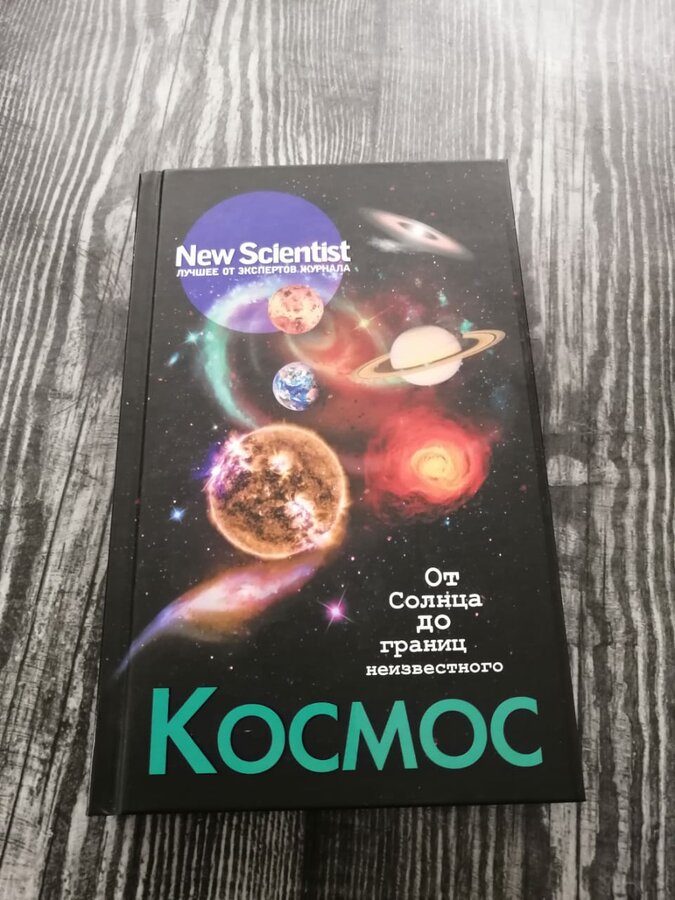 New Scientist
ЛУЧШЕЕ ОТ ЭКСПЕРТОВ ЖУРНАЛА
От
Солнца
до
границ
неизвестного
Космос